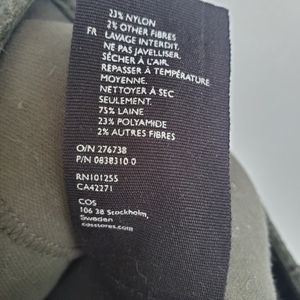 23% NYLON
2% OTHER FIBRES
FR LAVAGE INTERDIT.
NE PAS JAVELLISER.
SÉCHER À L'AIR.
REPASSER À TEMPÉRATURE
MOYENNE.
NETTOYER À SEC
SEULEMENT.
75% LAINE
23% POLYAMIDE
2% AUTRES FIBRES
O/N 276738
P/N 0838310 0
RN101255
CA42271
COS
106 38 Stockholm,
Sweden
cosstores.com